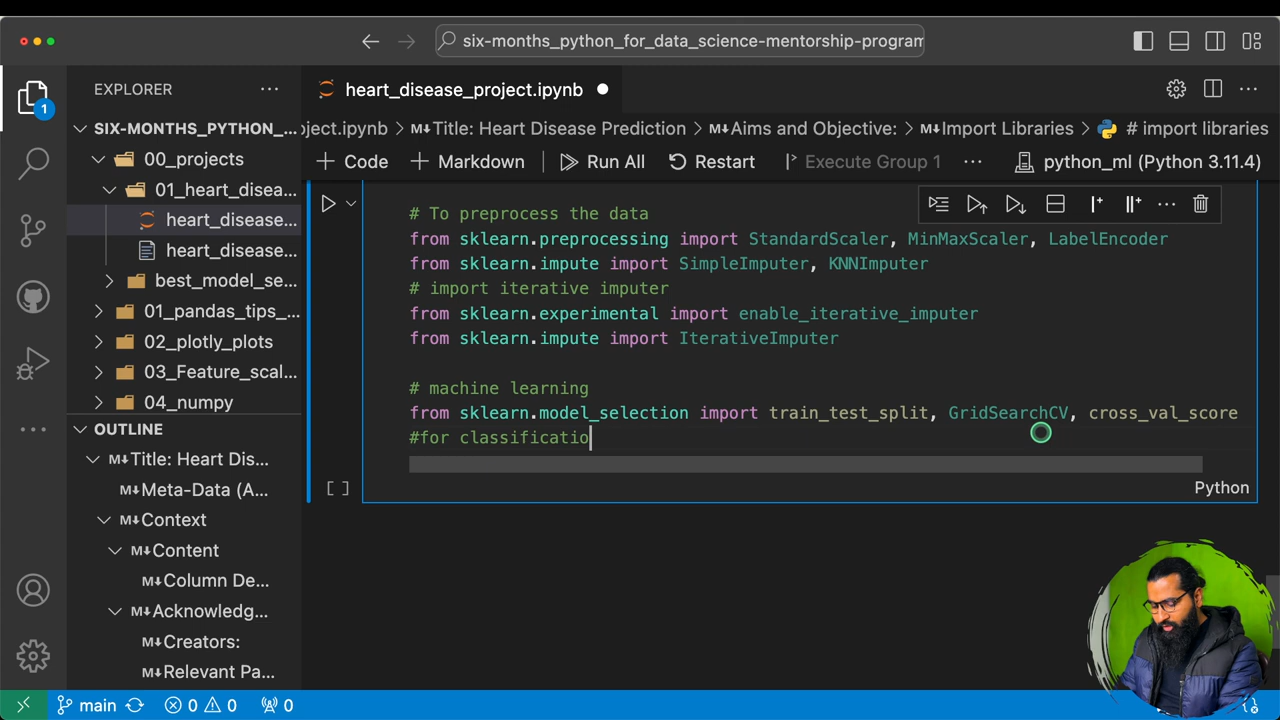 six-months_python_for_data_science-mentorship-program
EXPLORER
heart_disease_project.ipynb
SIX-MONTHS_PYTHON_...
oject.ipynb > M↓Title: Heart Disease Prediction > M↓Aims and Objective: > M↓Import Libraries > # import libraries
00_projects
+ Code + Markdown Run All Restart Execute Group 1 ... python_ml (Python 3.11.4)
01_heart_disea...
heart_disease...
heart_disease...
best_model_se...
01_pandas_tips_...
02_plotly_plots
03_Feature_scal...
04_numpy
# To preprocess the data
from sklearn.preprocessing import StandardScaler, MinMaxScaler, LabelEncoder
from sklearn.impute import SimpleImputer, KNNImputer
# import iterative imputer
from sklearn.experimental import enable_iterative_imputer
from sklearn.impute import IterativeImputer
# machine learning
from sklearn.model_selection import train_test_split, GridSearchCV, cross_val_score
#for classificatio
[ ]
Python
1
OUTLINE
M↓Title: Heart Dis...
M↓Meta-Data (A...
M↓Context
M↓Content
M↓Column De...
M↓Acknowledg...
M↓Creators:
M↓Relevant Pa...
main 0 0 0